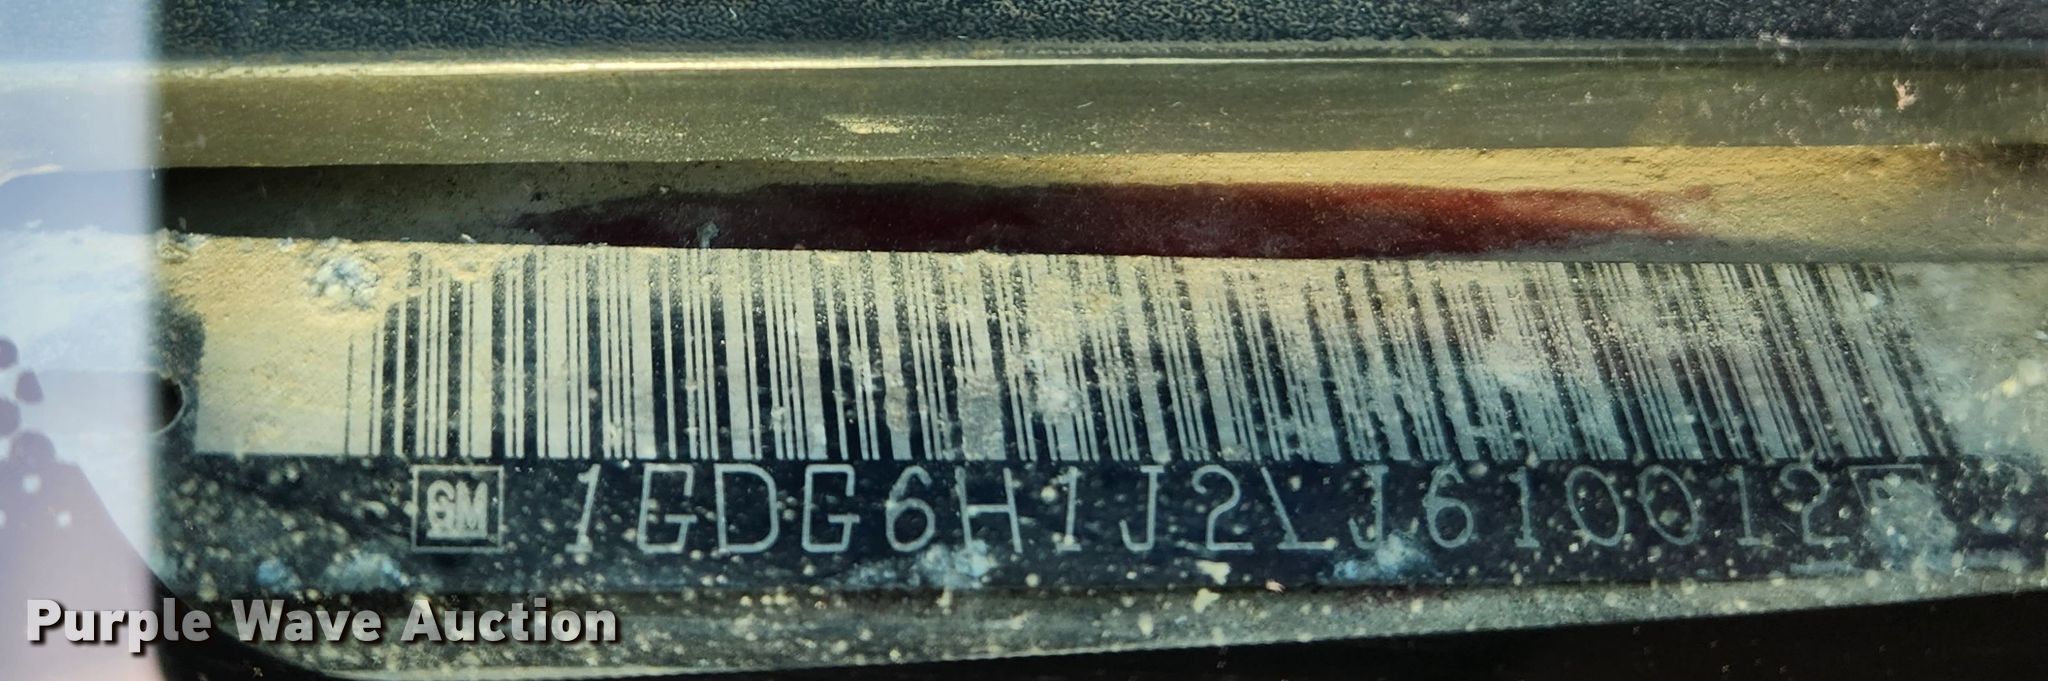 GM 1GDG6H1J2LJ610012
Purple Wave Auction